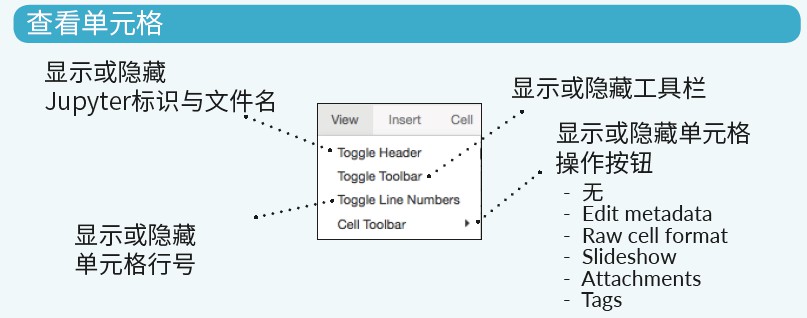 查看单元格
显示或隐藏
Jupyter标识与文件名
显示或隐藏工具栏
View Insert Cell
Toggle Header
Toggle Toolbar
Toggle Line Numbers
Cell Toolbar
显示或隐藏
单元格行号
显示或隐藏单元格
操作按钮
- 无
- Edit metadata
- Raw cell format
- Slideshow
- Attachments
- Tags